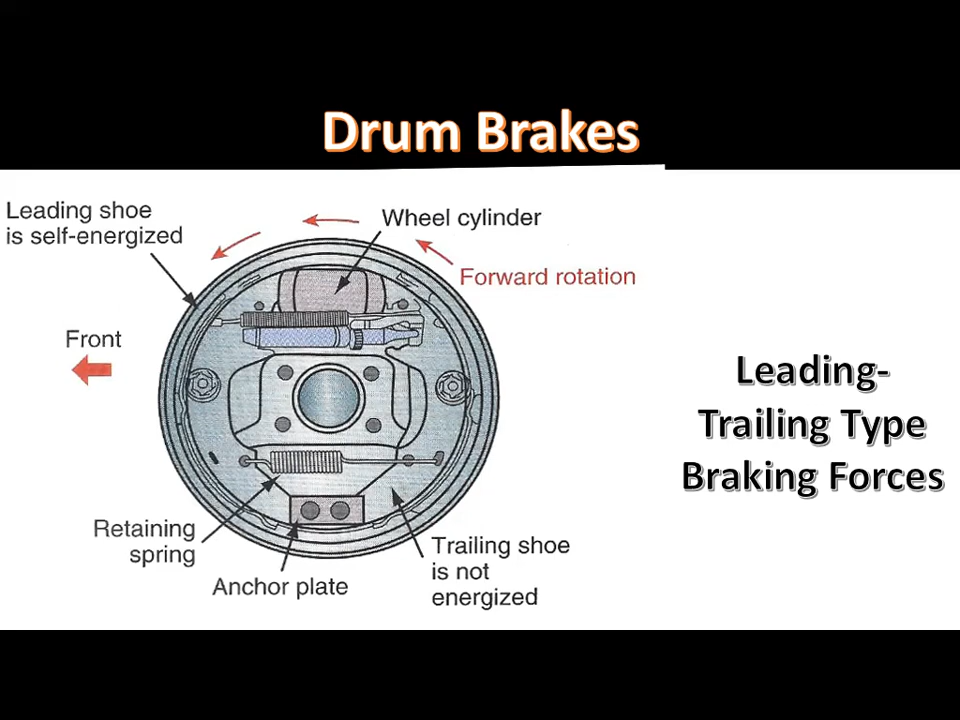 Drum Brakes
Leading shoe
is self-energized
Wheel cylinder
Forward rotation
Front
Leading-
Trailing Type
Braking Forces
Retaining
spring
Anchor plate
Trailing shoe
is not
energized